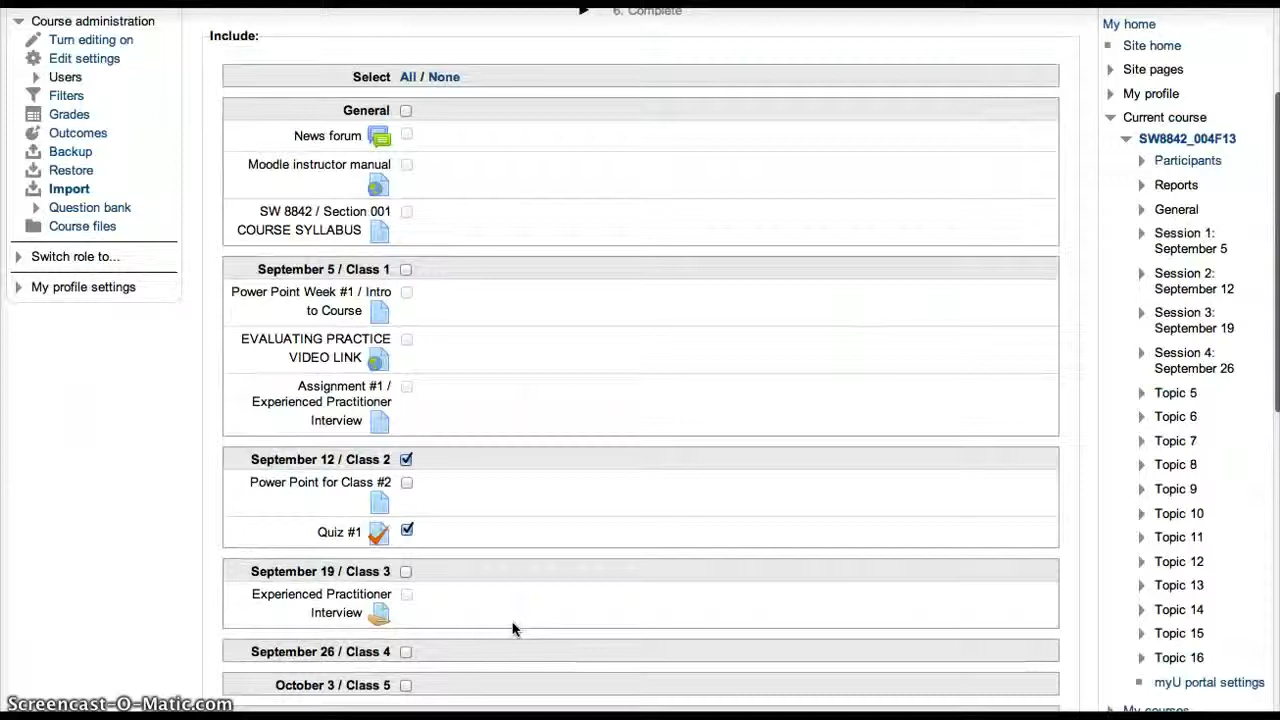 Course administration
Turn editing on
Edit settings
Users
Filters
Grades
Outcomes
Backup
Restore
Import
Question bank
Course files
Switch role to...
My profile settings
6. Complete
Include:
Select All / None
General
News forum
Moodle instructor manual
SW 8842 / Section 001
COURSE SYLLABUS
September 5 / Class 1
Power Point Week #1 / Intro
to Course
EVALUATING PRACTICE
VIDEO LINK
Assignment #1 /
Experienced Practitioner
Interview
September 12 / Class 2
Power Point for Class #2
Quiz #1
September 19 / Class 3
Experienced Practitioner
Interview
September 26 / Class 4
October 3 / Class 5
My home
Site home
Site pages
My profile
Current course
SW8842_004F13
Participants
Reports
General
Session 1:
September 5
Session 2:
September 12
Session 3:
September 19
Session 4:
September 26
Topic 5
Topic 6
Topic 7
Topic 8
Topic 9
Topic 10
Topic 11
Topic 12
Topic 13
Topic 14
Topic 15
Topic 16
myU portal settings
My courses
Screencast-O-Matic.com